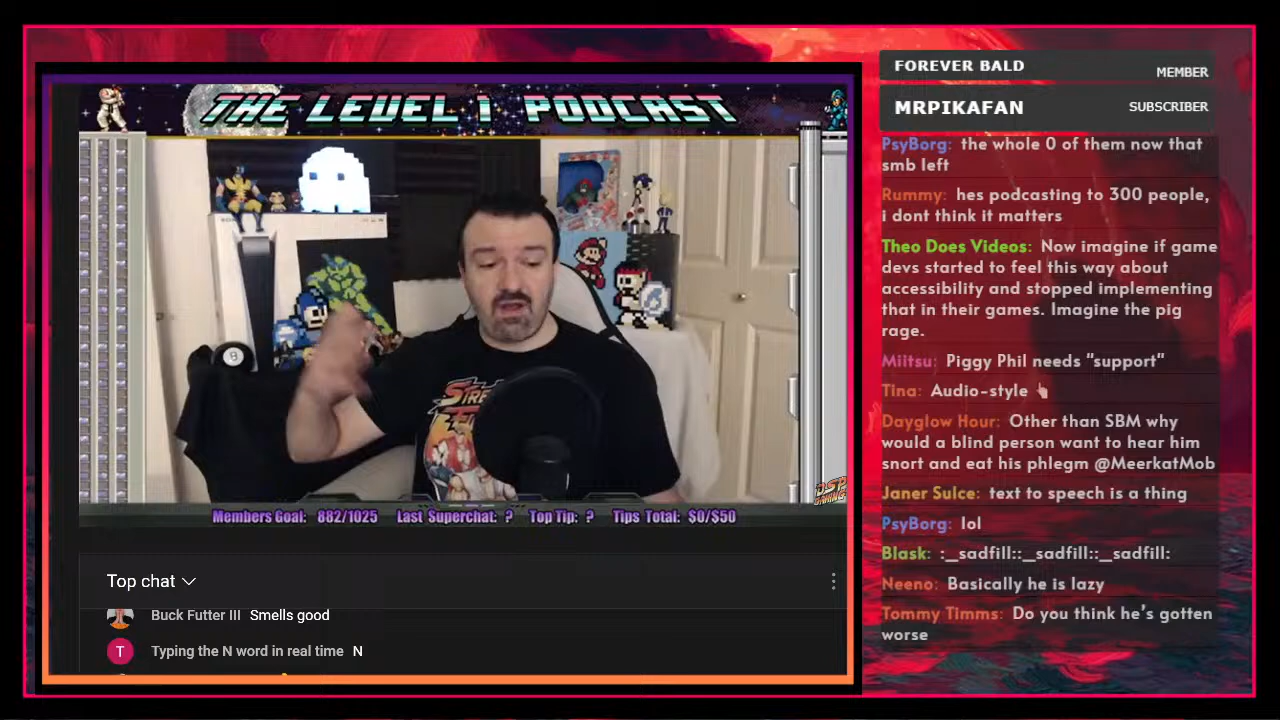 THE LEVEL 1 PODCAST
STREET
FI
DSP
GAMING
Members Goal: 882/1025 Last Superchat: ? Top Tip: ? Tips Total: $0/$50
Top chat
Buck Futter III Smells good
T Typing the N word in real time N
FOREVER BALD MEMBER
MRPIKAFAN SUBSCRIBER
PsyBorg: the whole 0 of them now that
smb left
Rummy: hes podcasting to 300 people,
i dont think it matters
Theo Does Videos: Now imagine if game
devs started to feel this way about
accessibility and stopped implementing
that in their games. Imagine the pig
rage.
Miitsu: Piggy Phil needs "support"
Tina: Audio-style
Dayglow Hour: Other than SBM why
would a blind person want to hear him
snort and eat his phlegm @MeerkatMob
Janer Sulce: text to speech is a thing
PsyBorg: lol
Blask: :_sadfill::_sadfill::_sadfill:
Neeno: Basically he is lazy
Tommy Timms: Do you think he's gotten
worse